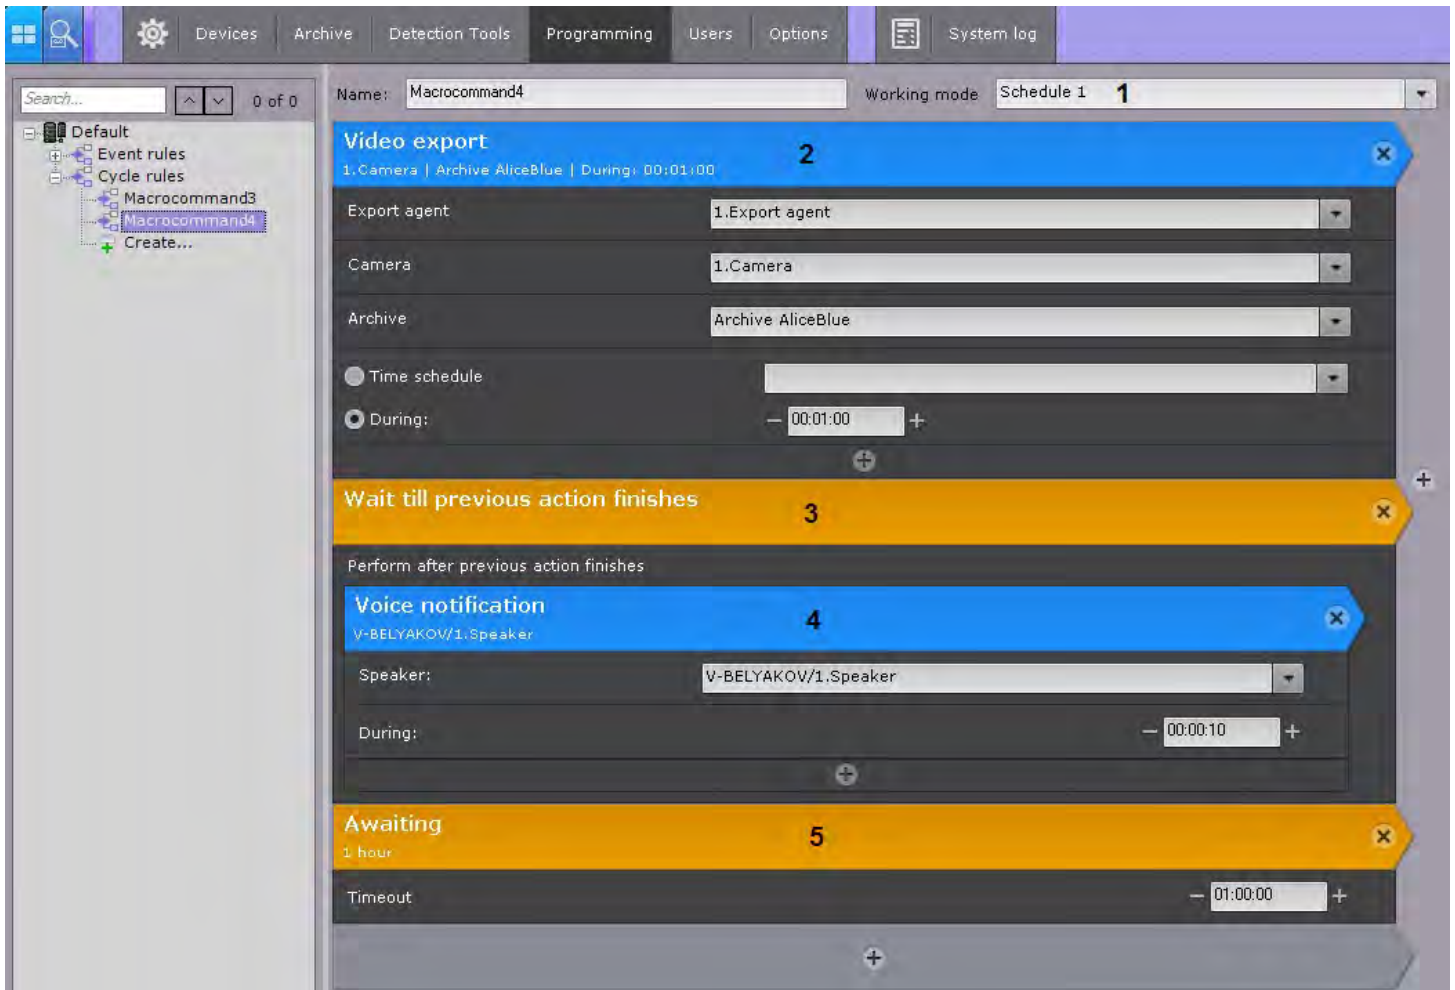 Devices Archive Detection Tools Programming Users Options System log
Search... 0 of 0
Default
Event rules
Cycle rules
Macrocommand3
Macrocommand4
Create...
Name: Macrocommand4 Working mode Schedule 1 1
Video export 2
1.Camera | Archive AliceBlue | During: 00:01:00
Export agent 1.Export agent
Camera 1.Camera
Archive Archive AliceBlue
Time schedule
During: 00:01:00
Wait till previous action finishes 3
Perform after previous action finishes
Voice notification 4
V-BELYAKOV/1.Speaker
Speaker: V-BELYAKOV/1.Speaker
During: 00:00:10
Awaiting 5
1 hour
Timeout 01:00:00